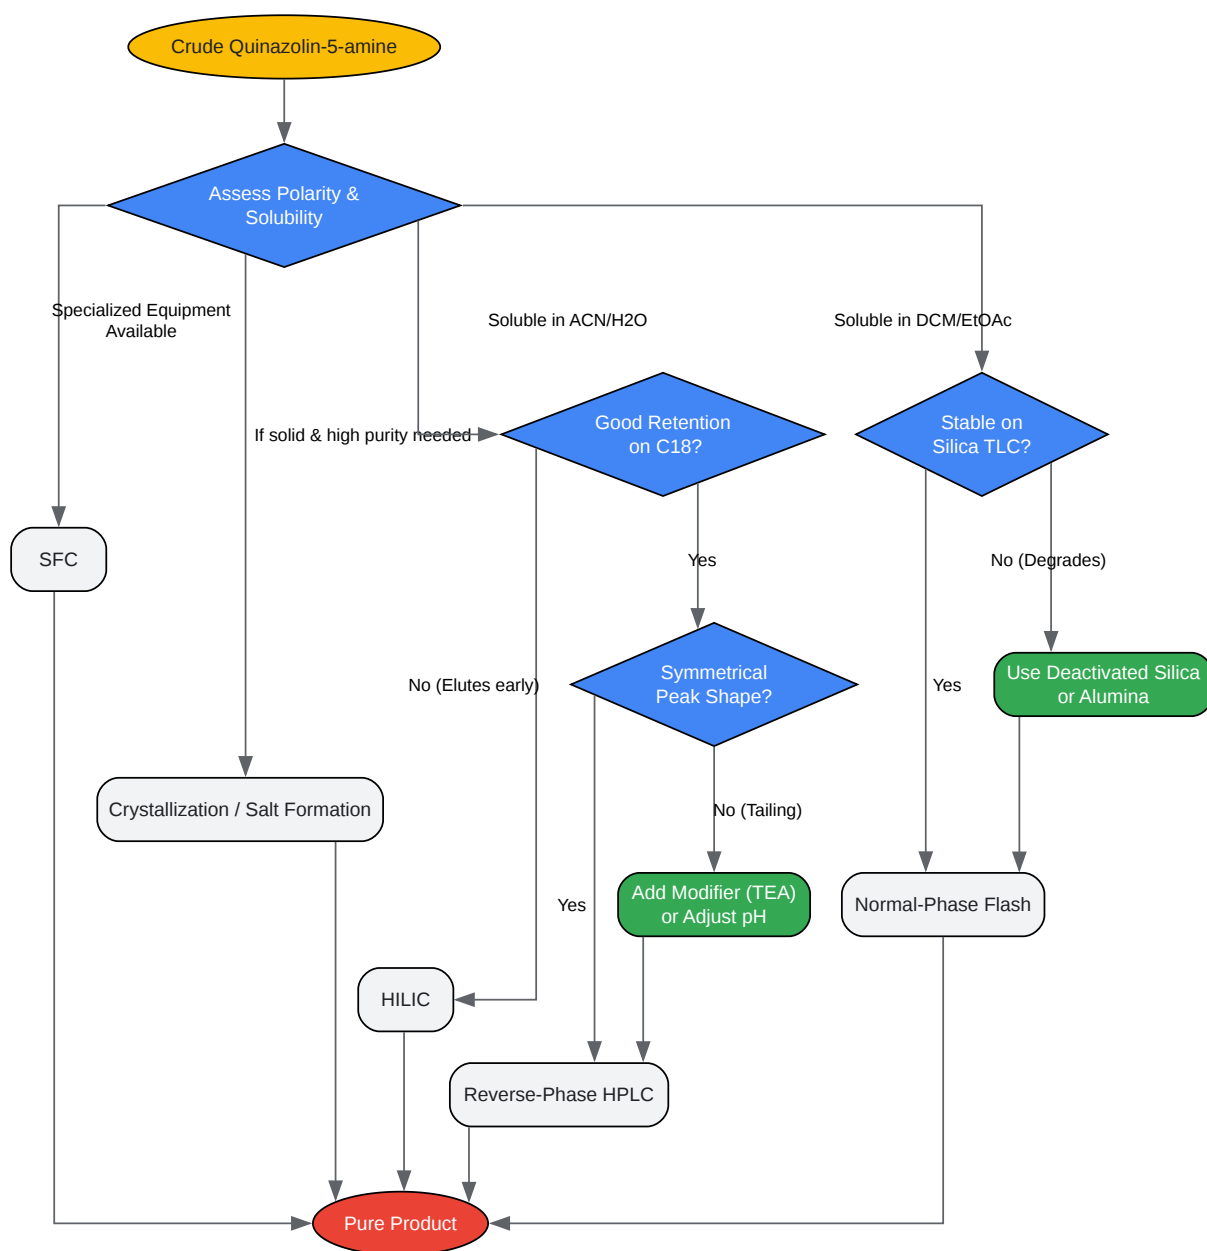 Crude Quinazolin-5-amine
Assess Polarity &
Solubility
Specialized Equipment
Available
Soluble in ACN/H2O
Soluble in DCM/EtOAc
If solid & high purity needed
Good Retention
on C18?
Stable on
Silica TLC?
SFC
Yes
No (Degrades)
No (Elutes early)
Symmetrical
Peak Shape?
Yes
Use Deactivated Silica
or Alumina
Crystallization / Salt Formation
No (Tailing)
Yes
Add Modifier (TEA)
or Adjust pH
Normal-Phase Flash
HILIC
Reverse-Phase HPLC
Pure Product